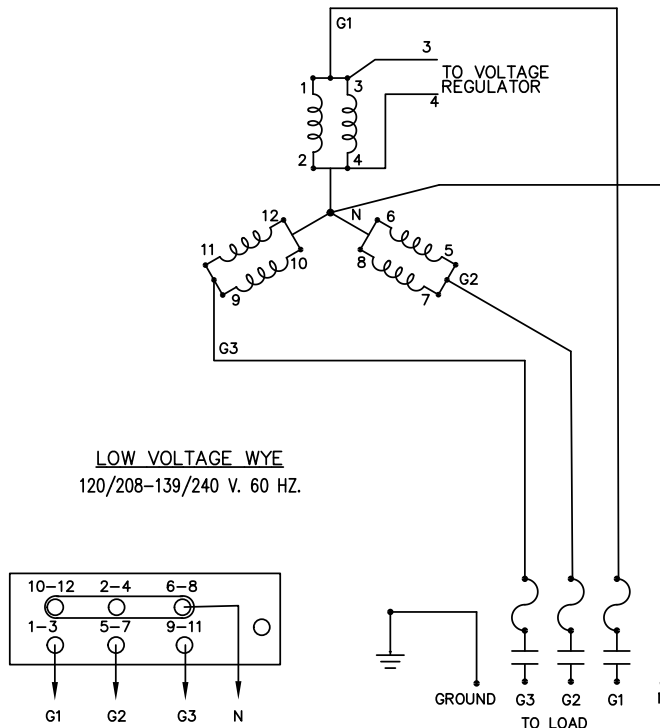 G1
3
TO VOLTAGE
REGULATOR
4
1
3
2
4
N
12
11
10
9
6
5
8
7
G2
G3
LOW VOLTAGE WYE
120/208-139/240 V. 60 HZ.
10-12 2-4 6-8
1-3 5-7 9-11
G1 G2 G3 N
GROUND G3 G2 G1
TO LOAD